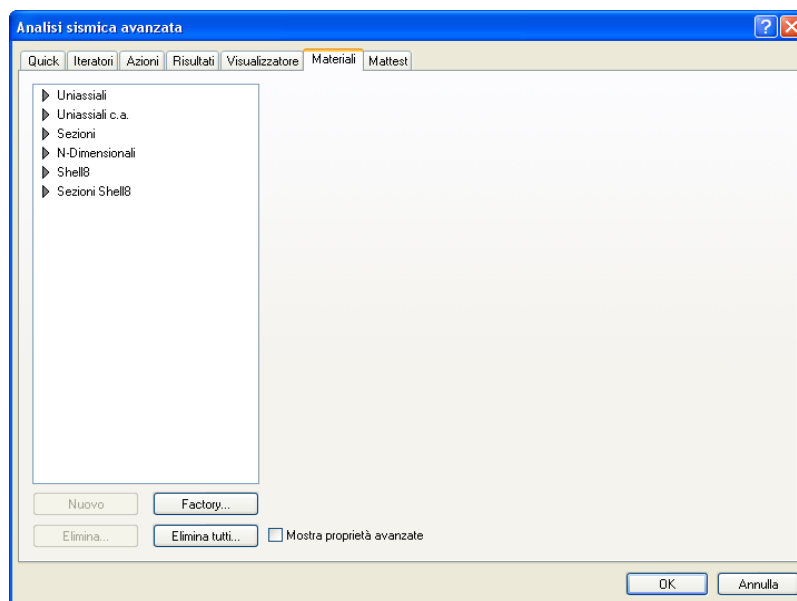 Analisi sismica avanzata
Quick Iteratori Azioni Risultati Visualizzatore Materiali Mattest
Uniassiali
Uniassiali c.a.
Sezioni
N-Dimensionali
Shell8
Sezioni Shell8
Nuovo Factory...
Elimina... Elimina tutti... Mostra proprietà avanzate
OK Annulla